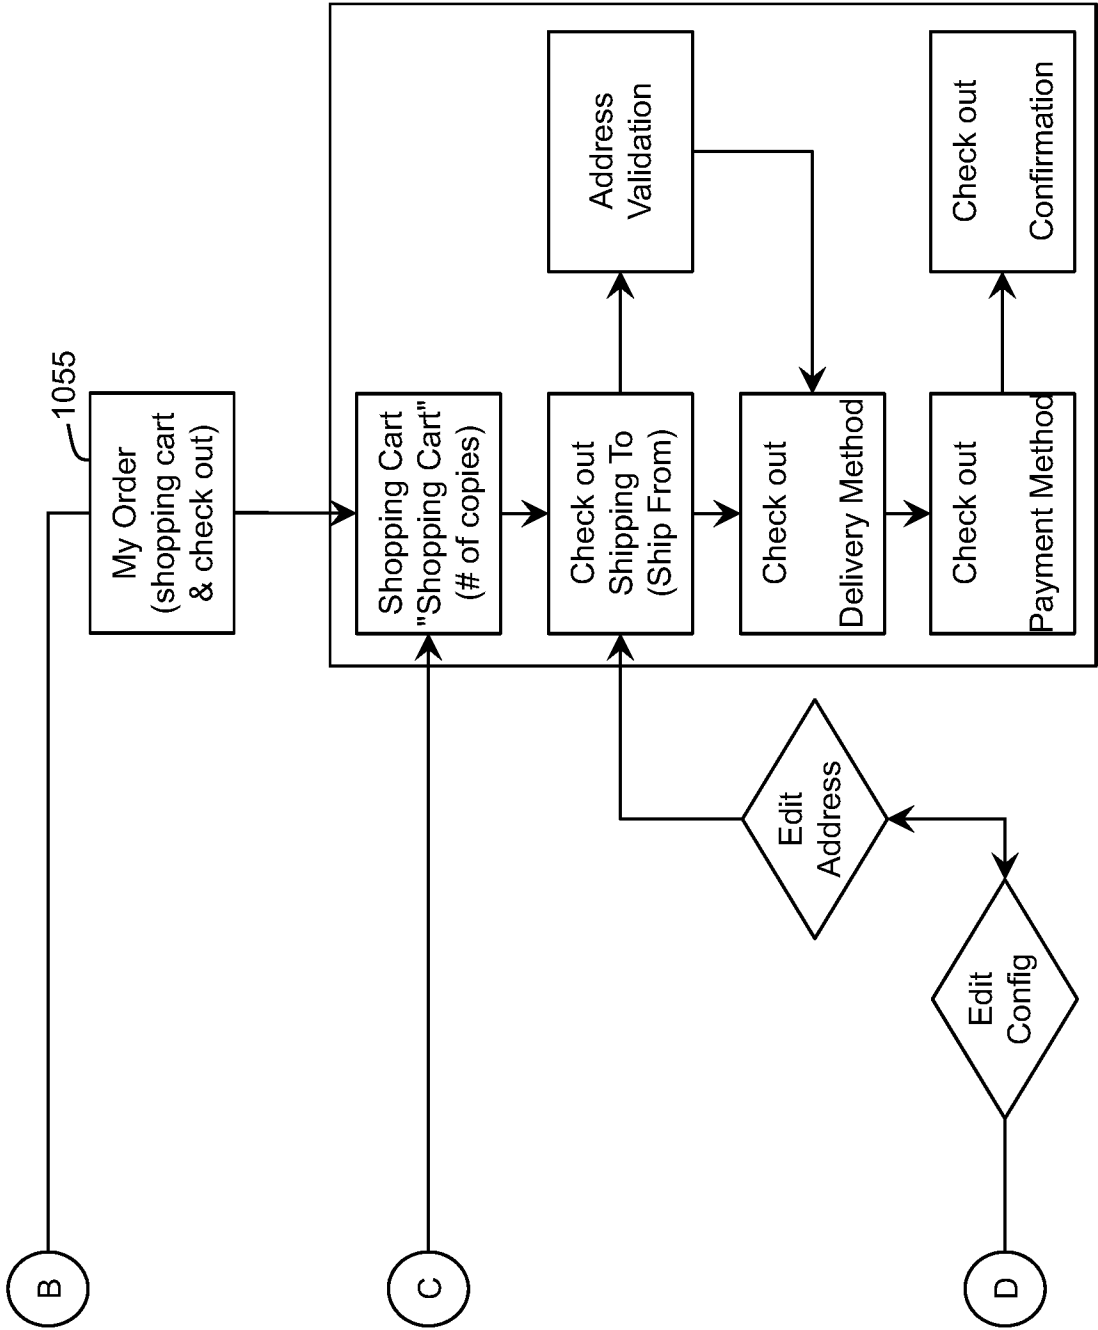 B
1055
My Order
(shopping cart
& check out)
C
Shopping Cart
"Shopping Cart"
(# of copies)
Check out
Shipping To
(Ship From)
Address
Validation
Edit
Address
Check out
Delivery Method
D
Edit
Config
Check out
Payment Method
Check out
Confirmation